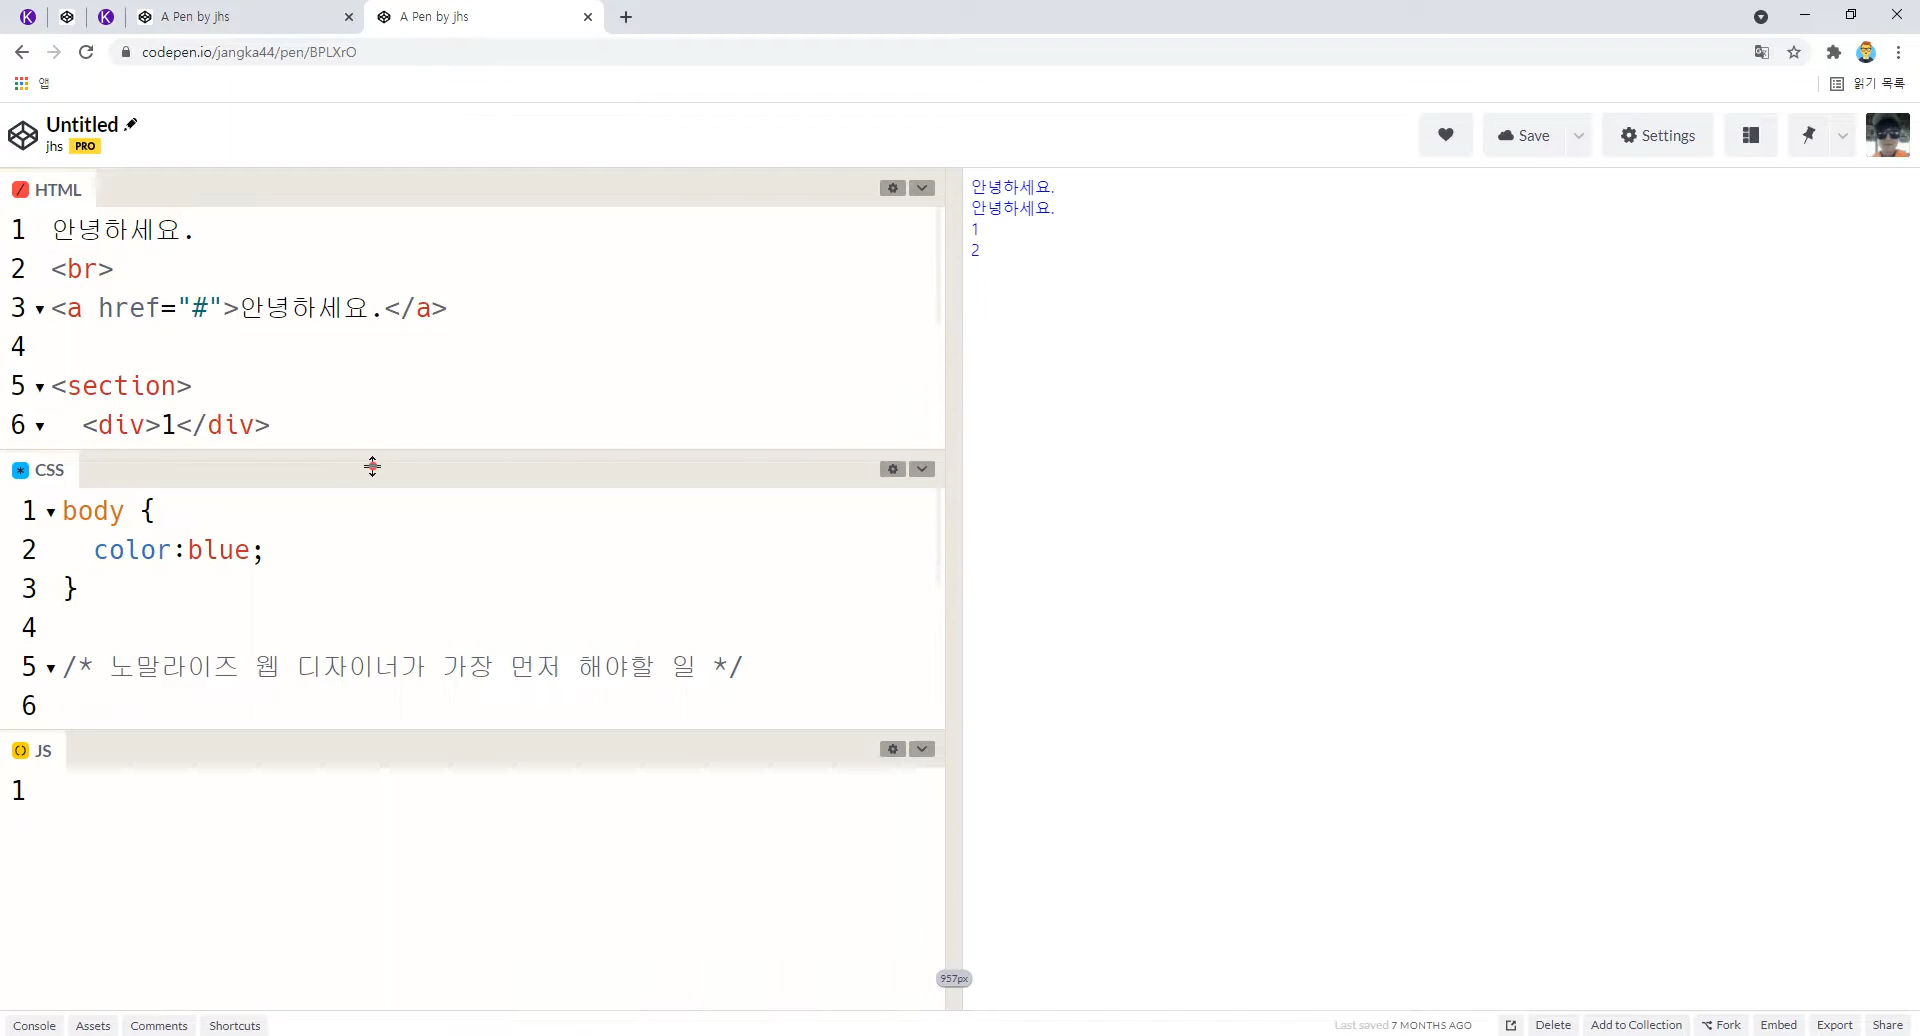 A Pen by jhs
A Pen by jhs
codepen.io/jangka44/pen/BPLXrO
앱
읽기 목록
Untitled
jhs PRO
Save
Settings
HTML
1 안녕하세요.
2 <br>
3 <a href="#">안녕하세요.</a>
4
5 <section>
6 <div>1</div>
CSS
1 body {
2 color:blue;
3 }
4
5 /* 노말라이즈 웹 디자이너가 가장 먼저 해야할 일 */
6
JS
1
안녕하세요.
안녕하세요.
1
2
957px
Console Assets Comments Shortcuts
Last saved 7 MONTHS AGO Delete Add to Collection Fork Embed Export Share